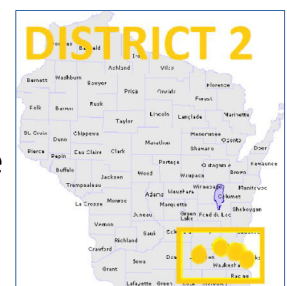 DISTRICT 2
Ashland Vilas
Burnett Washburn Sawyer
Price Oneida Florence
Forest
Polk Barron Rusk
Lincoln Langlade Marinette
Taylor
St. Croix Chippewa Menominee
Dunn Marathon Shawano Oconto Door
Pierce Pepin Eau Claire Clark
Buffalo Portage Outagamie Kewaunee
Jackson Wood Waupaca Brown
Trempealeau
Adams Waushara Winnebago Manitowoc
Calumet
La Crosse Monroe Marquette
Juneau Green Lake Fond du Lac Sheboygan
Vernon
Sauk
Richland
Crawford
Iowa
Grant Waukesha
Racine
Lafayette Green